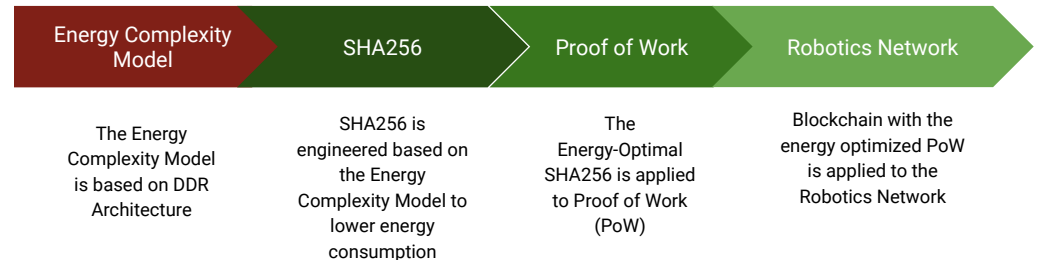 Energy Complexity
Model
SHA256
Proof of Work
Robotics Network
The Energy
Complexity Model
is based on DDR
Architecture
SHA256 is
engineered based on
the Energy
Complexity Model to
lower energy
consumption
The
Energy-Optimal
SHA256 is applied
to Proof of Work
(PoW)
Blockchain with the
energy optimized PoW
is applied to the
Robotics Network